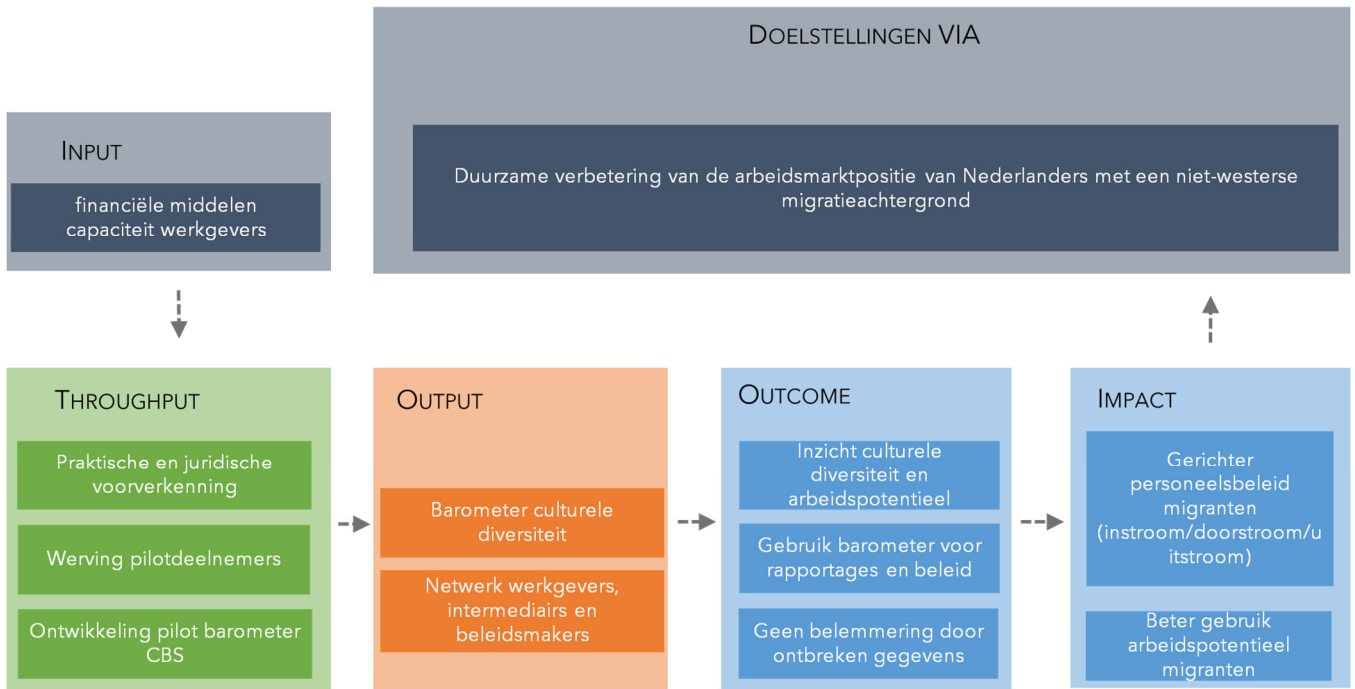 DOELSTELLINGEN VIA
Duurzame verbetering van de arbeidsmarktpositie van Nederlanders met een niet-westerse
migratieachtergrond
INPUT
financiële middelen
capaciteit werkgevers
THROUGHPUT
Praktische en juridische
voorverkenning
Werving pilotdeelnemers
Ontwikkeling pilot barometer
CBS
OUTPUT
Barometer culturele
diversiteit
Netwerk werkgevers,
intermediairs en
beleidsmakers
OUTCOME
Inzicht culturele
diversiteit en
arbeidspotentieel
Gebruik barometer voor
rapportages en beleid
Geen belemmering door
ontbreken gegevens
IMPACT
Gerichter
personeelsbeleid
migranten
(instroom/doorstroom/u
itstroom)
Beter gebruik
arbeidspotentieel
migranten